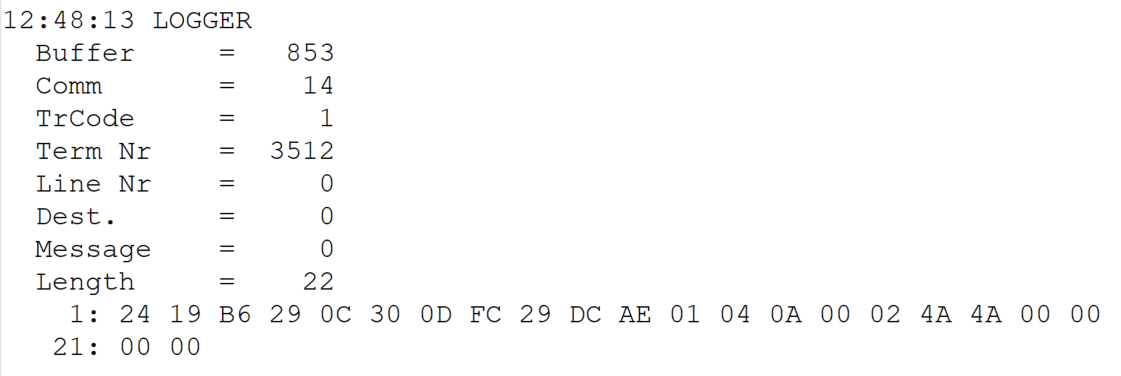 12:48:13 LOGGER
Buffer = 853
Comm = 14
TrCode = 1
Term Nr = 3512
Line Nr = 0
Dest. = 0
Message = 0
Length = 22
1: 24 19 B6 29 0C 30 0D FC 29 DC AE 01 04 0A 00 02 4A 4A 00 00
21: 00 00